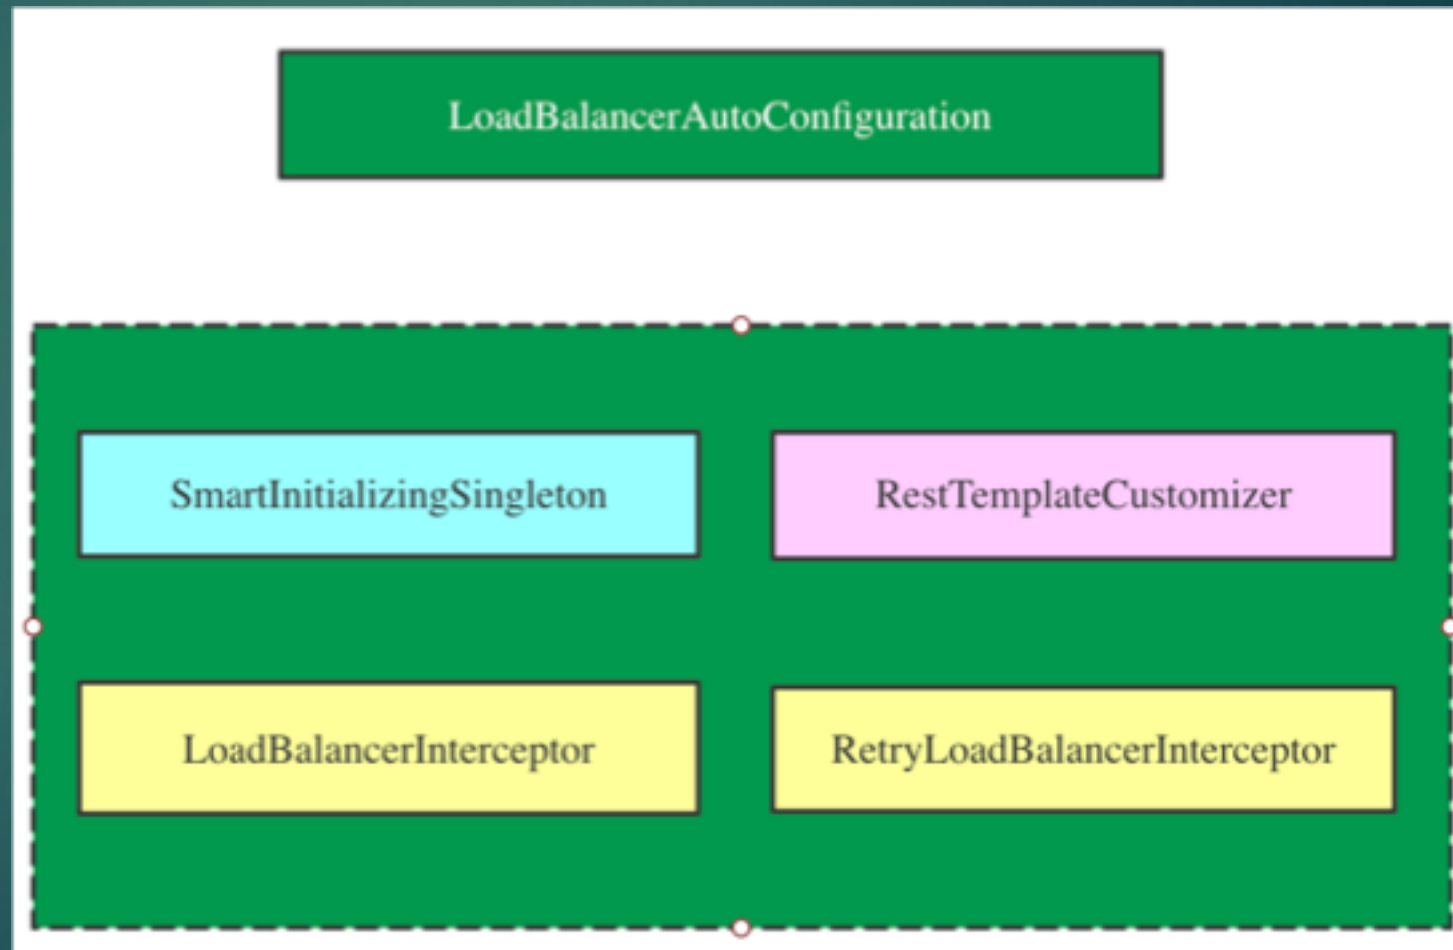 LoadBalancerAutoConfiguration
SmartInitializingSingleton
RestTemplateCustomizer
LoadBalancerInterceptor
RetryLoadBalancerInterceptor